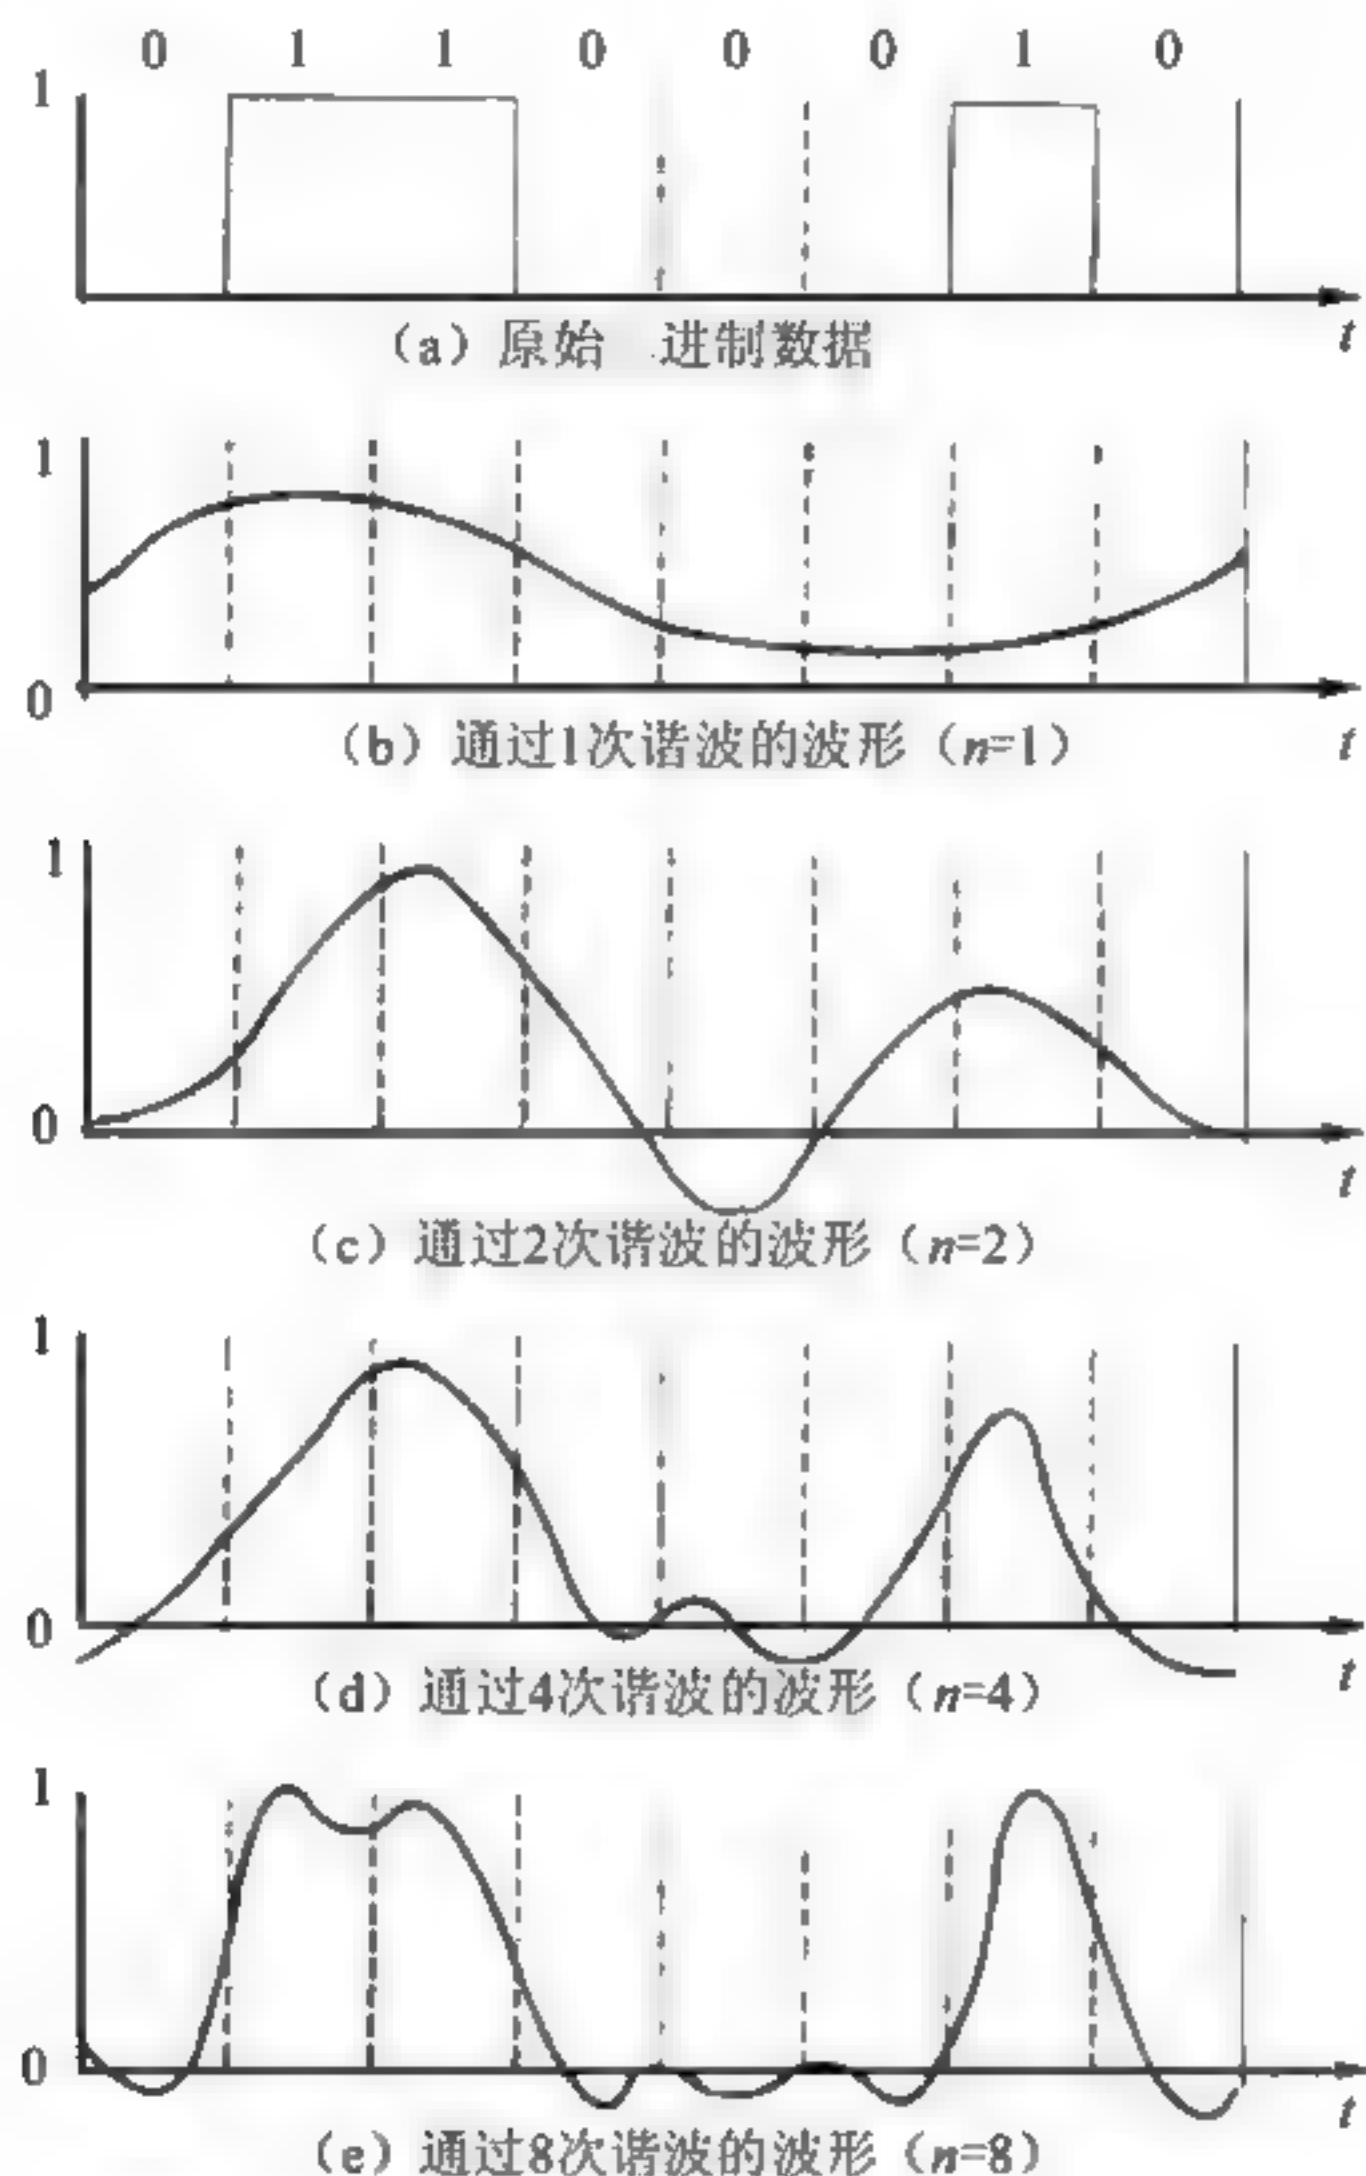 0 1 1 0 0 0 1 0
1
t
(a) 原始 进制数据
1
0
t
(b) 通过1次谐波的波形 (n=1)
1
0
t
(c) 通过2次谐波的波形 (n=2)
1
0
t
(d) 通过4次谐波的波形 (n=4)
1
0
t
(e) 通过8次谐波的波形 (n=8)